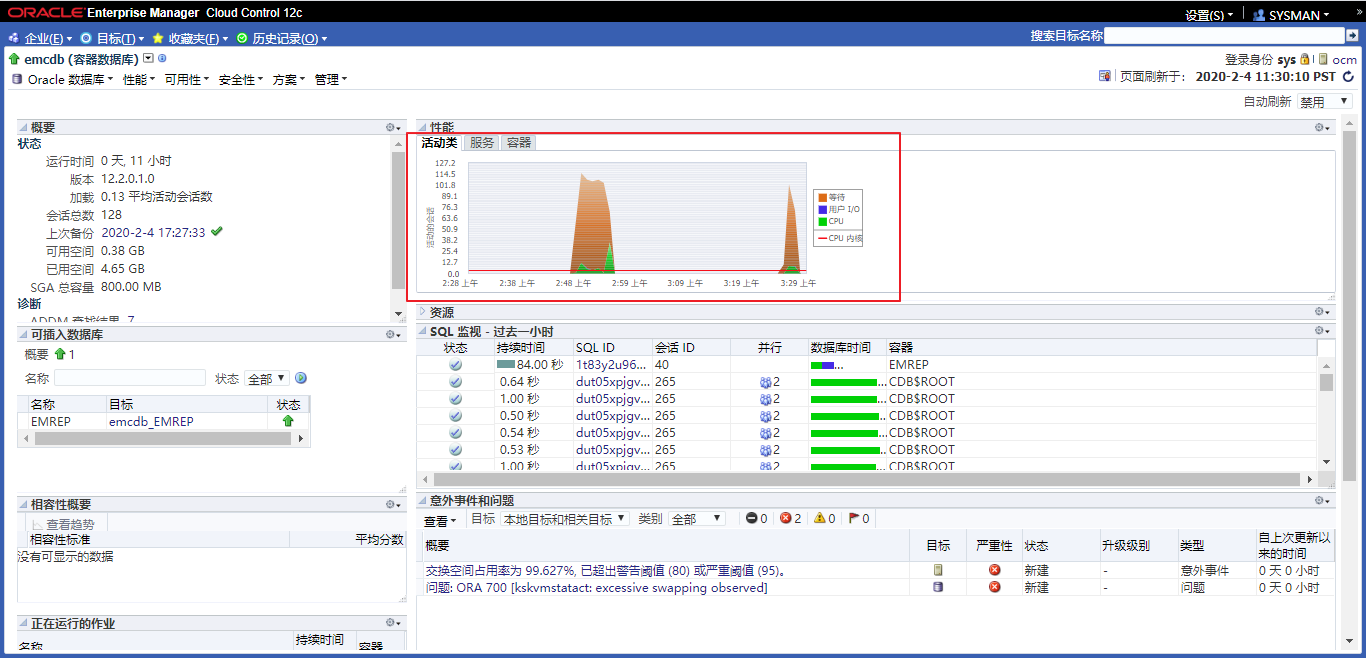 ORACLE Enterprise Manager Cloud Control 12c
设置(S) SYSMAN
企业(E) 目标(T) 收藏夹(F) 历史记录(O) 搜索目标名称
emcdb (容器数据库) 登录身份 sys ocm
Oracle 数据库 性能 可用性 安全性 方案 管理 页面刷新于: 2020-2-4 11:30:10 PST
自动刷新 禁用
概要
状态
运行时间 0 天, 11 小时
版本 12.2.0.1.0
加载 0.13 平均活动会话数
会话总数 128
上次备份 2020-2-4 17:27:33
可用空间 0.38 GB
已用空间 4.65 GB
SGA 总容量 800.00 MB
诊断
ADDM 查找结果 7
可插入数据库
概要 1
名称 状态 全部
名称 目标 状态
EMREP emcdb_EMREP
相容性概要
查看趋势
相容性标准 平均分数
没有可显示的数据
正在运行的作业
名称 持续时间 容器
性能
活动类 服务 容器
活动的会话
127.2
114.5
101.8
89.1
76.3
63.6
50.9
38.2
25.4
12.7
0.0
2:28 上午 2:38 上午 2:48 上午 2:59 上午 3:09 上午 3:19 上午 3:29 上午
等待
用户 I/O
CPU
CPU 内核
资源
SQL 监视 - 过去一小时
状态 持续时间 SQL ID 会话 ID 并行 数据库时间 容器
84.00 秒 1t83y2u96... 40 ... EMREP
0.64 秒 dut05xpjgv... 265 2 ... CDB$ROOT
1.00 秒 dut05xpjgv... 265 2 ... CDB$ROOT
0.50 秒 dut05xpjgv... 265 2 ... CDB$ROOT
0.54 秒 dut05xpjgv... 265 2 ... CDB$ROOT
0.53 秒 dut05xpjgv... 265 2 ... CDB$ROOT
1.00 秒 dut05xpjgv... 265 2 ... CDB$ROOT
意外事件和问题
查看 目标 本地目标和相关目标 类别 全部 0 2 0 0
概要 目标 严重性 状态 升级级别 类型 自上次更新以
来的时间
交换空间占用率为 99.627%, 已超出警告阈值 (80) 或严重阈值 (95)。 新建 - 意外事件 0 天 0 小时
问题: ORA 700 [kskvmstatact: excessive swapping observed] 新建 - 问题 0 天 0 小时